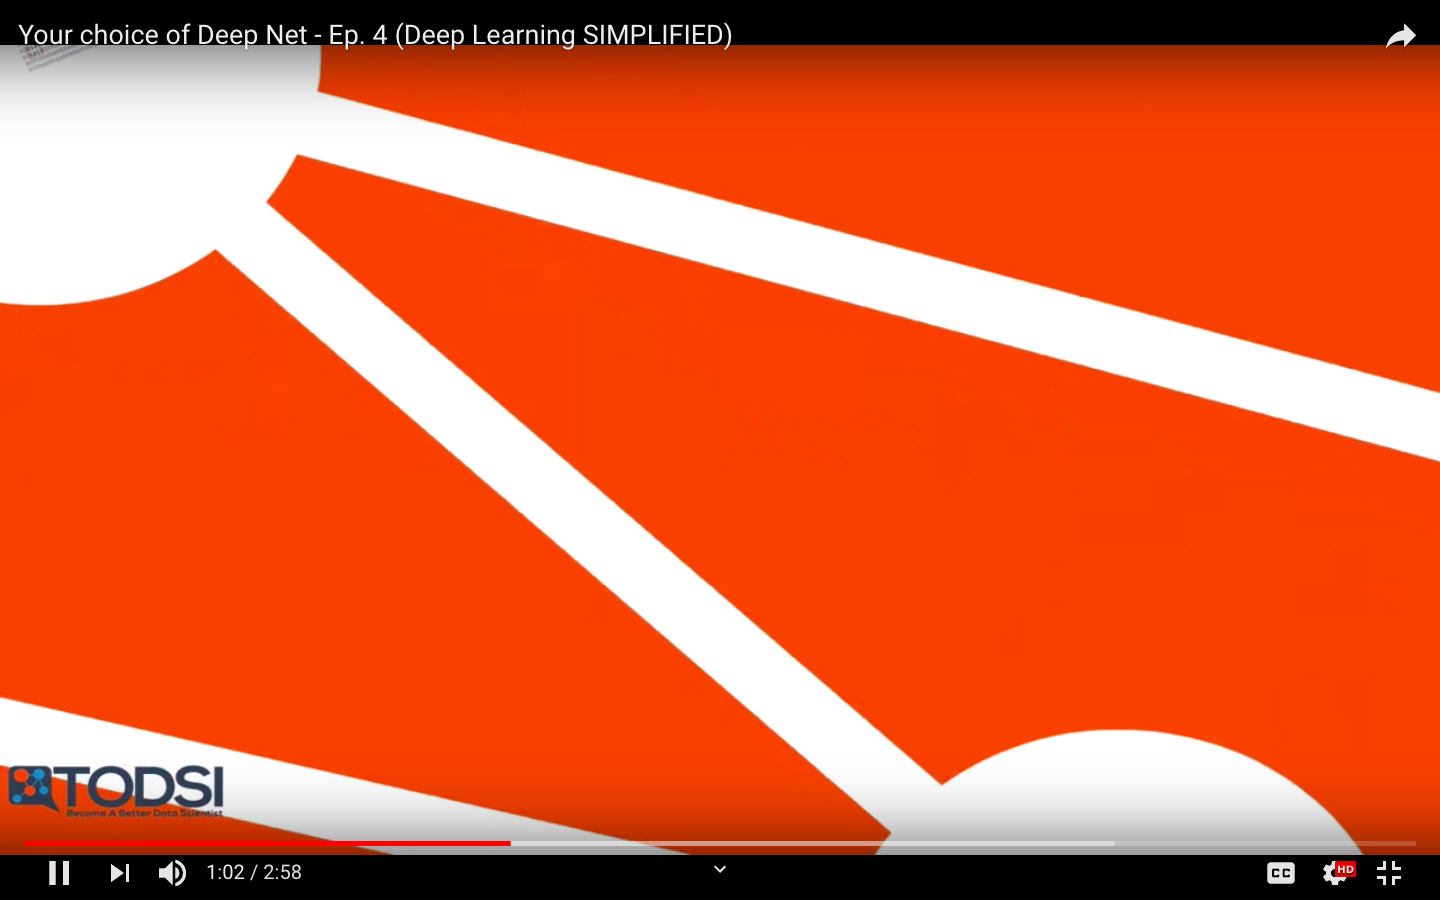 Your choice of Deep Net - Ep. 4 (Deep Learning SIMPLIFIED)
TODSI
Become A Better Data Scientist
1:02 / 2:58
CC
HD